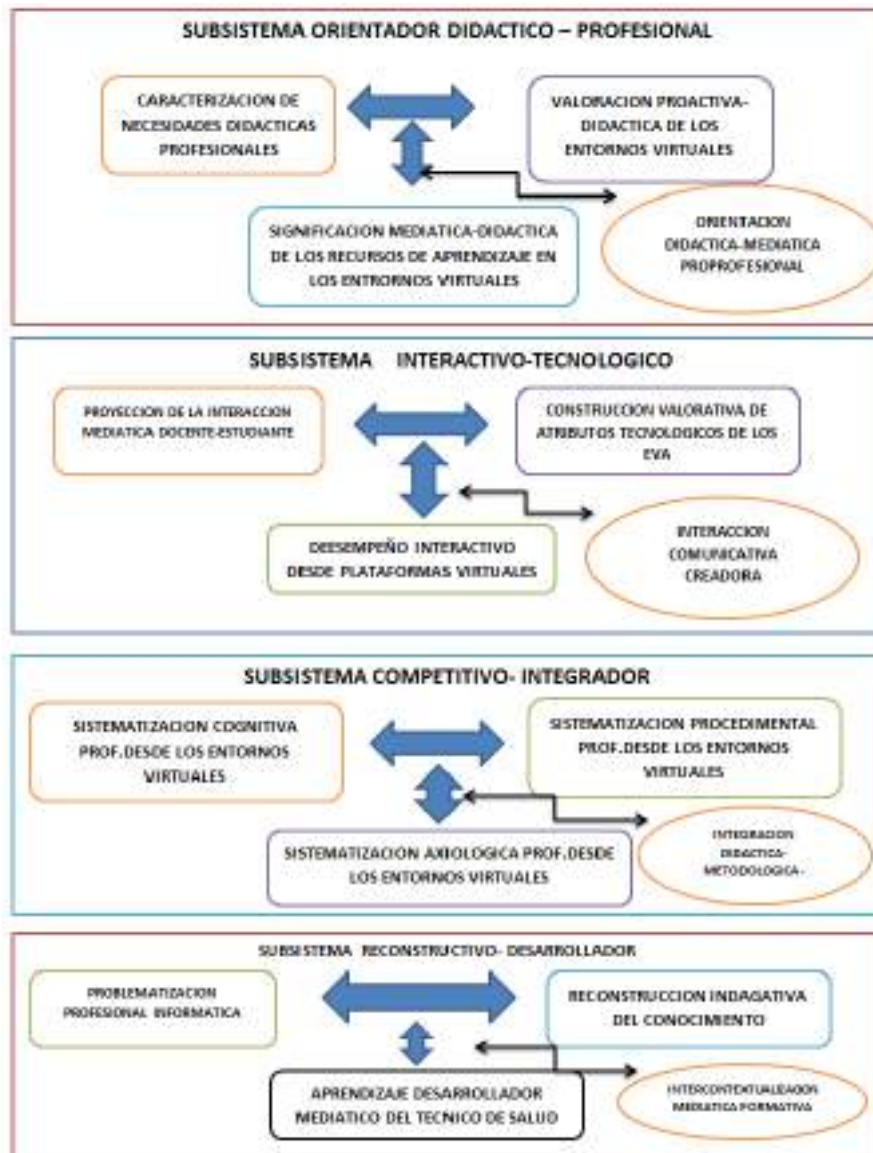 SUBSISTEMA ORIENTADOR DIDACTICO – PROFESIONAL
CARACTERIZACION DE
NECESIDADES DIDACTICAS
PROFESIONALES
VALORACION PROACTIVA-
DIDACTICA DE LOS
ENTORNOS VIRTUALES
SIGNIFICACION MEDIATICA-DIDACTICA
DE LOS RECURSOS DE APRENDIZAJE EN
LOS ENTRORNOS VIRTUALES
ORIENTACION
DIDACTICA-MEDIATICA
PROPROFESIONAL
SUBSISTEMA INTERACTIVO-TECNOLOGICO
PROYECCION DE LA INTERACCION
MEDIATICA DOCENTE-ESTUDIANTE
CONSTRUCCION VALORATIVA DE
ATRIBUTOS TECNOLOGICOS DE LOS
EVA
DEESEMPEÑO INTERACTIVO
DESDE PLATAFORMAS VIRTUALES
INTERACCION
COMUNICATIVA
CREADORA
SUBSISTEMA COMPETITIVO- INTEGRADOR
SISTEMATIZACION COGNITIVA
PROF.DESDE LOS ENTORNOS
VIRTUALES
SISTEMATIZACION PROCEDIMENTAL
PROF.DESDE LOS ENTORNOS
VIRTUALES
SISTEMATIZACION AXIOLOGICA PROF.DESDE
LOS ENTORNOS VIRTUALES
INTEGRACION
DIDACTICA-
METODOLOGICA-
SUBSISTEMA RECONSTRUCTIVO- DESARROLLADOR
PROBLEMATIZACION
PROFESIONAL INFORMATICA
RECONSTRUCCION INDAGATIVA
DEL CONOCIMIENTO
APRENDIZAJE DESARROLLADOR
MEDIATICO DEL TECNICO DE SALUD
INTERCONTEXTUALIZADOR
MEDIATICA FORMATIVA